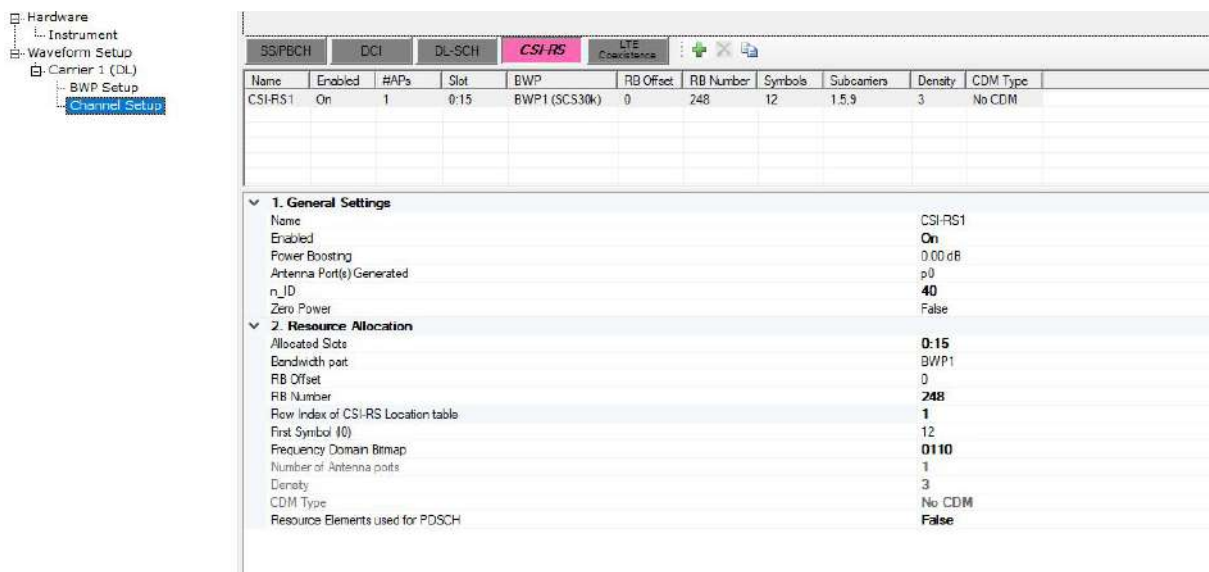 Hardware
Instrument
Waveform Setup
Carrier 1 (DL)
BWP Setup
Channel Setup
SS/PBCH DCI DL-SCH CSI-RS LTE Coexistence
Name Enabled #APs Slot BWP RB Offset RB Number Symbols Subcarriers Density CDM Type
CSI-RS1 On 1 0:15 BWP1 (SCS30k) 0 248 12 1,5,9 3 No CDM
1. General Settings
Name CSI-RS1
Enabled On
Power Boosting 0.00 dB
Antenna Port(s) Generated p0
n_ID 40
Zero Power False
2. Resource Allocation
Allocated Slots 0:15
Bandwidth part BWP1
RB Offset 0
RB Number 248
Row Index of CSI-RS Location table 1
First Symbol (l0) 12
Frequency Domain Bitmap 0110
Number of Antenna ports 1
Density 3
CDM Type No CDM
Resource Elements used for PDSCH False